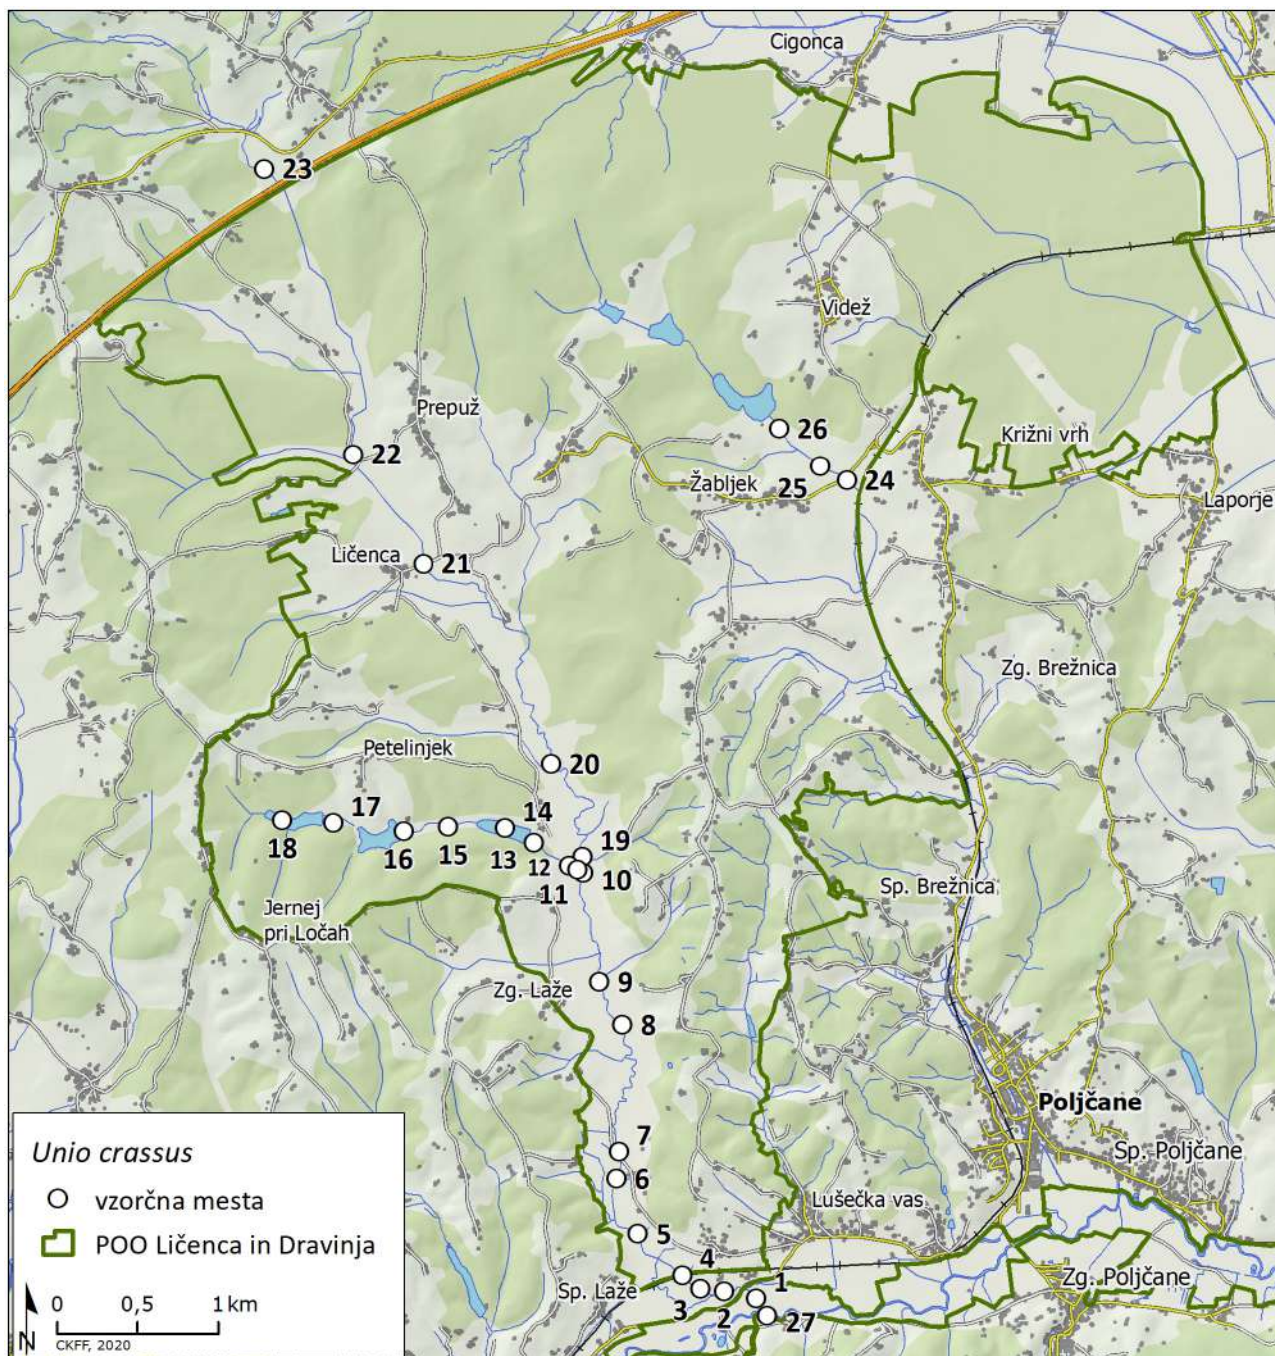 Cigonca
23
Videž
Prepuž
26
Križni vrh
22
Žabljek
25
24
Laporje
Ličenca
21
Zg. Brežnica
Petelinjek
20
17
14
19
18
16
15
13
12
11
10
Sp. Brežnica
Jernej
pri Ločah
Zg. Laže
9
8
Poljčane
7
Sp. Poljčane
6
Lušečka vas
5
4
Zg. Poljčane
Sp. Laže
3
2
1
27
Unio crassus
vzorčna mesta
POO Ličenca in Dravinja
0 0,5 1 km
N
CKFF, 2020